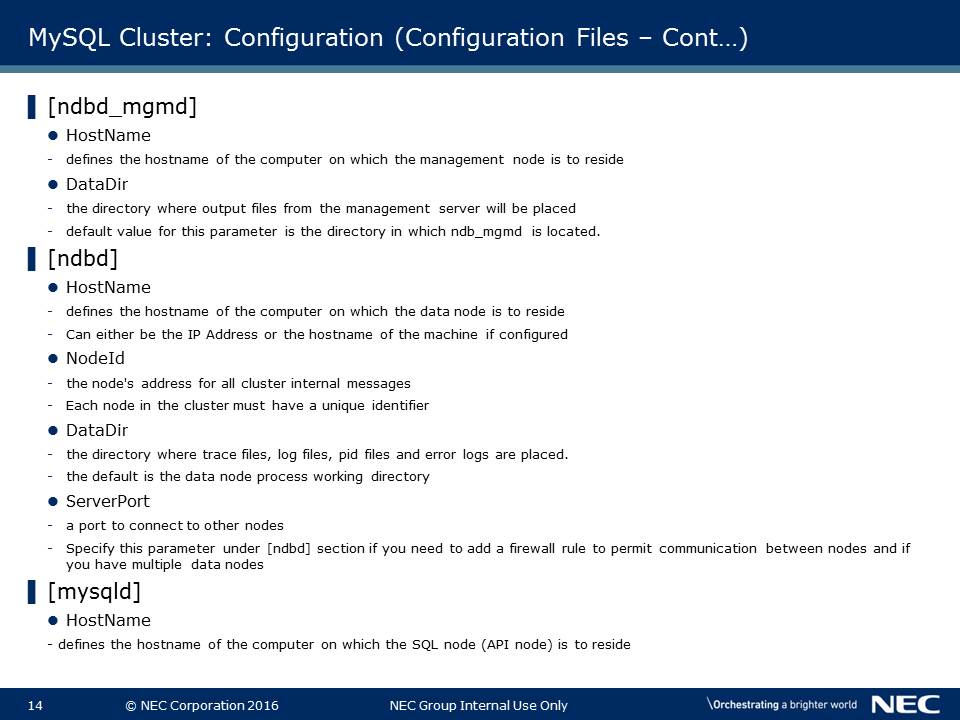 MySQL Cluster: Configuration (Configuration Files – Cont…)
[ndbd_mgmd]
HostName
- defines the hostname of the computer on which the management node is to reside
DataDir
- the directory where output files from the management server will be placed
- default value for this parameter is the directory in which ndb_mgmd is located.
[ndbd]
HostName
- defines the hostname of the computer on which the data node is to reside
- Can either be the IP Address or the hostname of the machine if configured
NodeId
- the node's address for all cluster internal messages
- Each node in the cluster must have a unique identifier
DataDir
- the directory where trace files, log files, pid files and error logs are placed.
- the default is the data node process working directory
ServerPort
- a port to connect to other nodes
- Specify this parameter under [ndbd] section if you need to add a firewall rule to permit communication between nodes and if
you have multiple data nodes
[mysqld]
HostName
- defines the hostname of the computer on which the SQL node (API node) is to reside
14 © NEC Corporation 2016 NEC Group Internal Use Only \Orchestrating a brighter world NEC